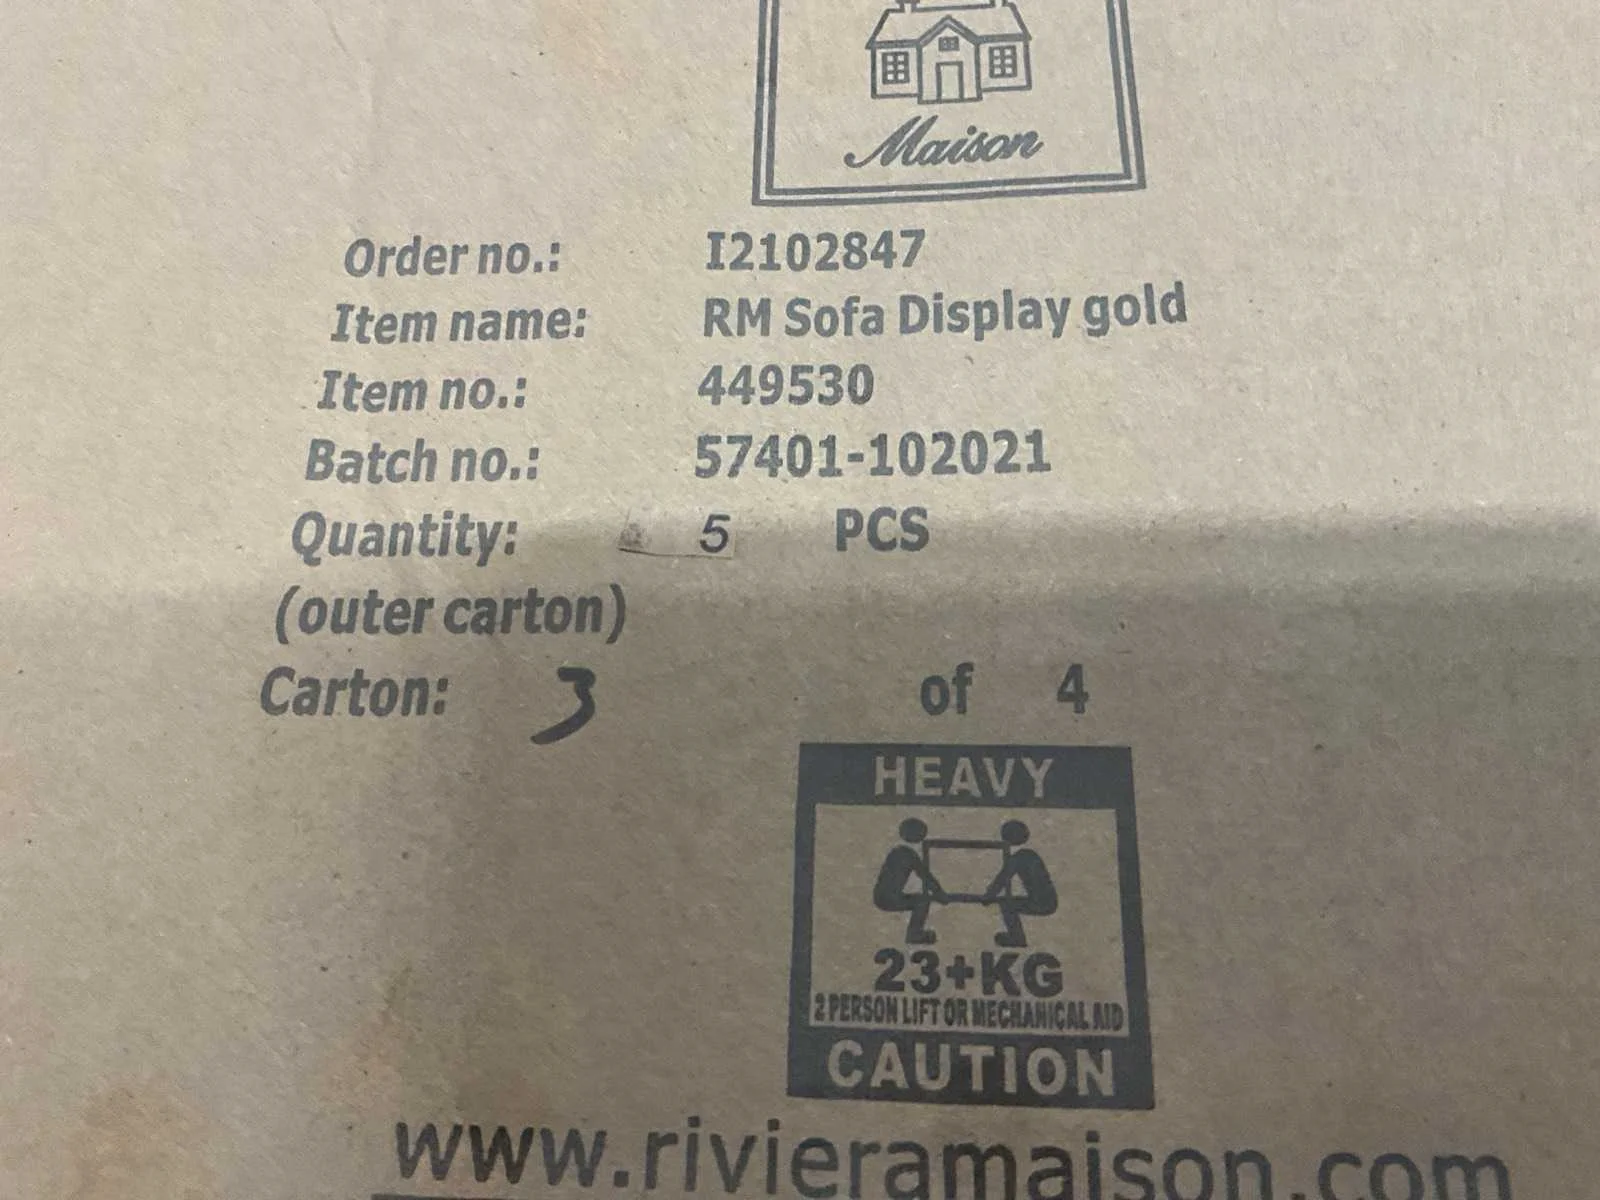 Maison
Order no.: I2102847
Item name: RM Sofa Display gold
Item no.: 449530
Batch no.: 57401-102021
Quantity: 5 PCS
(outer carton)
Carton: 3 of 4
HEAVY
23+KG
2 PERSON LIFT OR MECHANICAL AID
CAUTION
www.rivieramaison.com